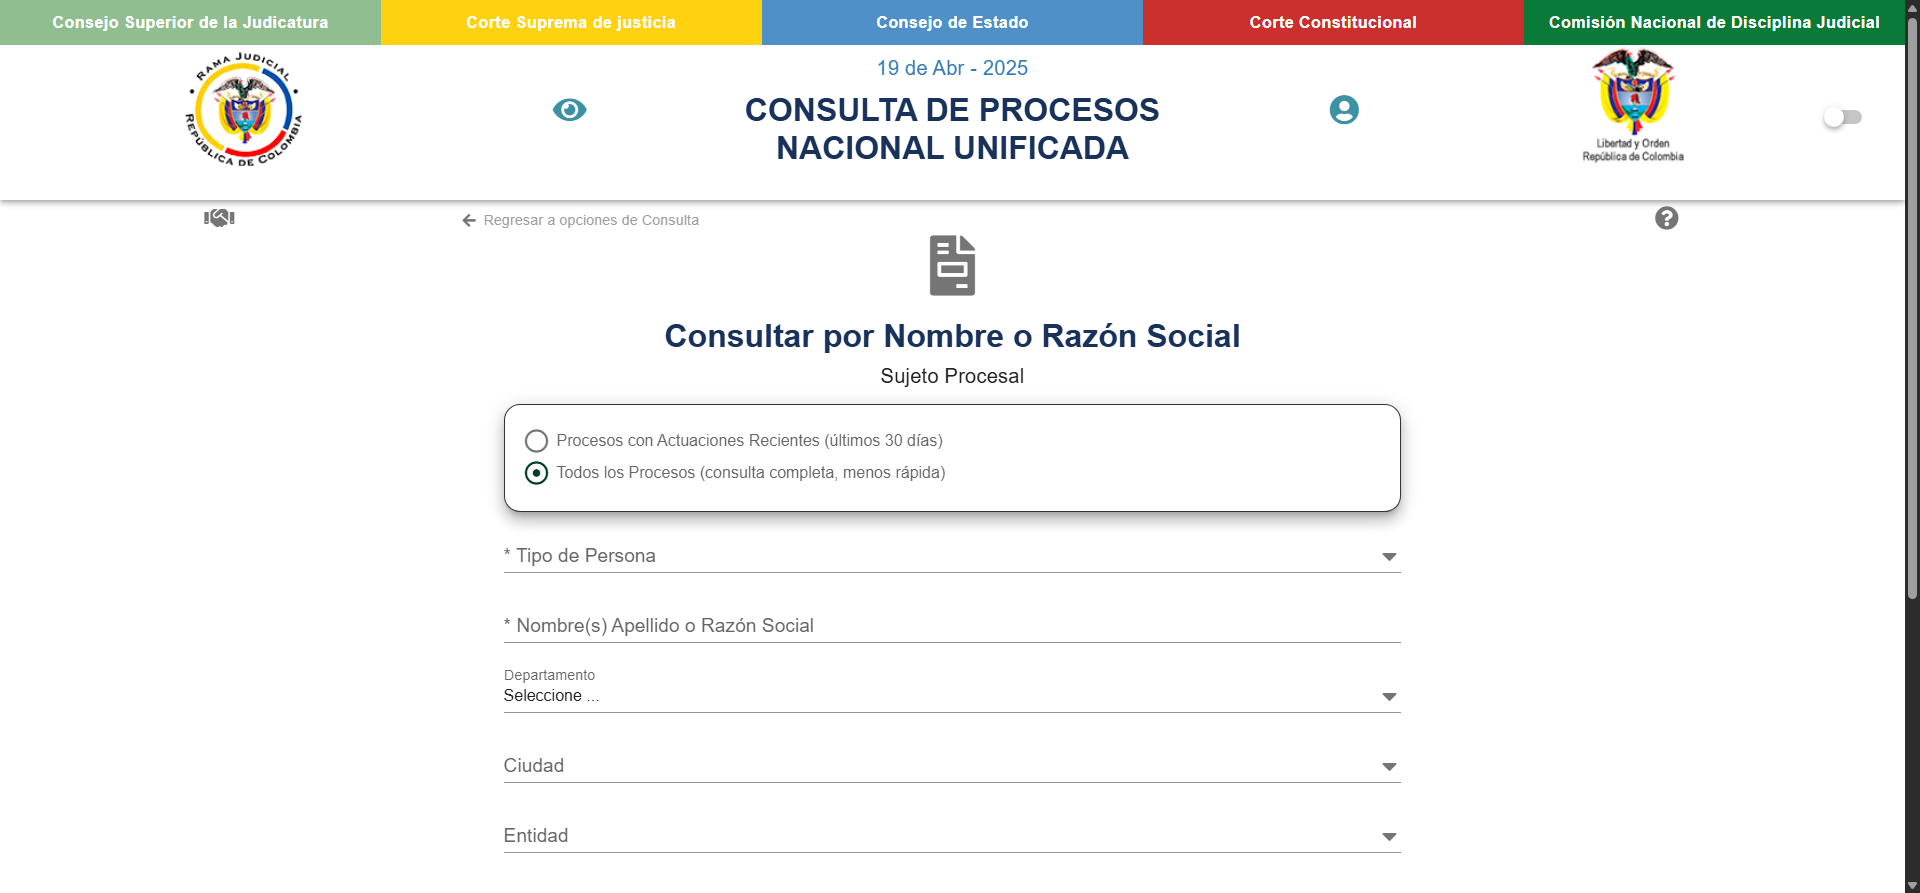 Consejo Superior de la Judicatura
Corte Suprema de justicia
Consejo de Estado
Corte Constitucional
Comisión Nacional de Disciplina Judicial
RAMA JUDICIAL
REPÚBLICA DE COLOMBIA
19 de Abr - 2025
CONSULTA DE PROCESOS
NACIONAL UNIFICADA
Libertad y Orden
República de Colombia
Regresar a opciones de Consulta
Consultar por Nombre o Razón Social
Sujeto Procesal
Procesos con Actuaciones Recientes (últimos 30 días)
Todos los Procesos (consulta completa, menos rápida)
* Tipo de Persona
* Nombre(s) Apellido o Razón Social
Departamento
Seleccione ...
Ciudad
Entidad